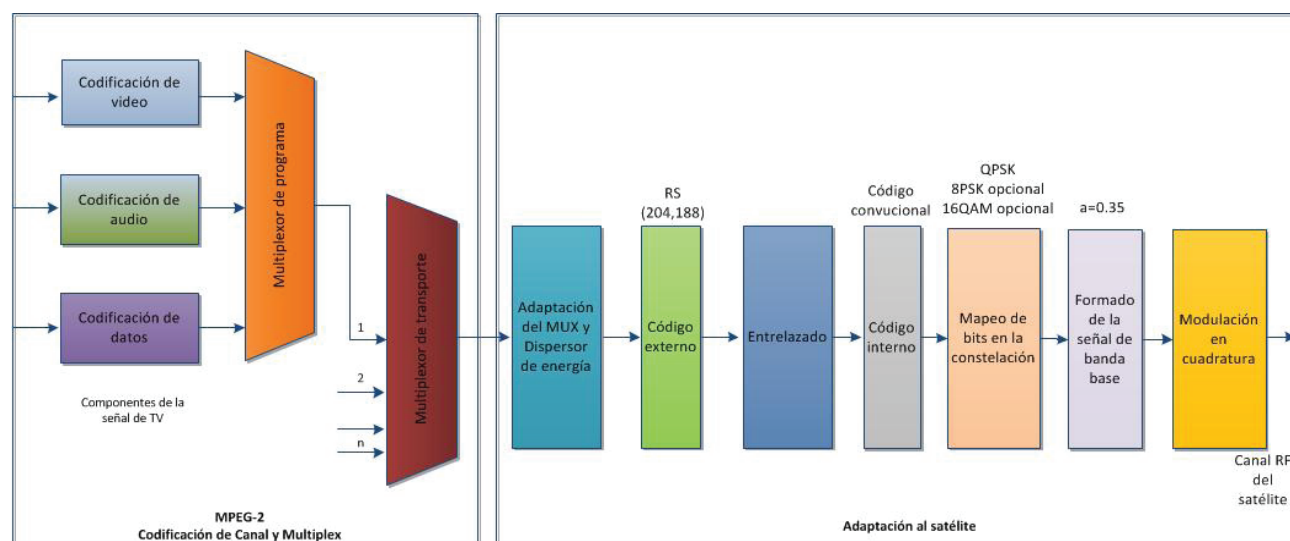 Codificación de
video
Codificación de
audio
Codificación de
datos
Componentes de la
señal de TV
Multiplexor de programa
1
2
n
Multiplexor de transporte
MPEG-2
Codificación de Canal y Multiplex
Adaptación
del MUX y
Dispersor
de energía
RS
(204,188)
Código
externo
Entrelazado
Código
convucional
Código
interno
QPSK
8PSK opcional
16QAM opcional
Mapeo de
bits en la
constelación
a=0.35
Formado
de la
señal de
banda
base
Modulación
en
cuadratura
Canal RF
del
satélite
Adaptación al satélite